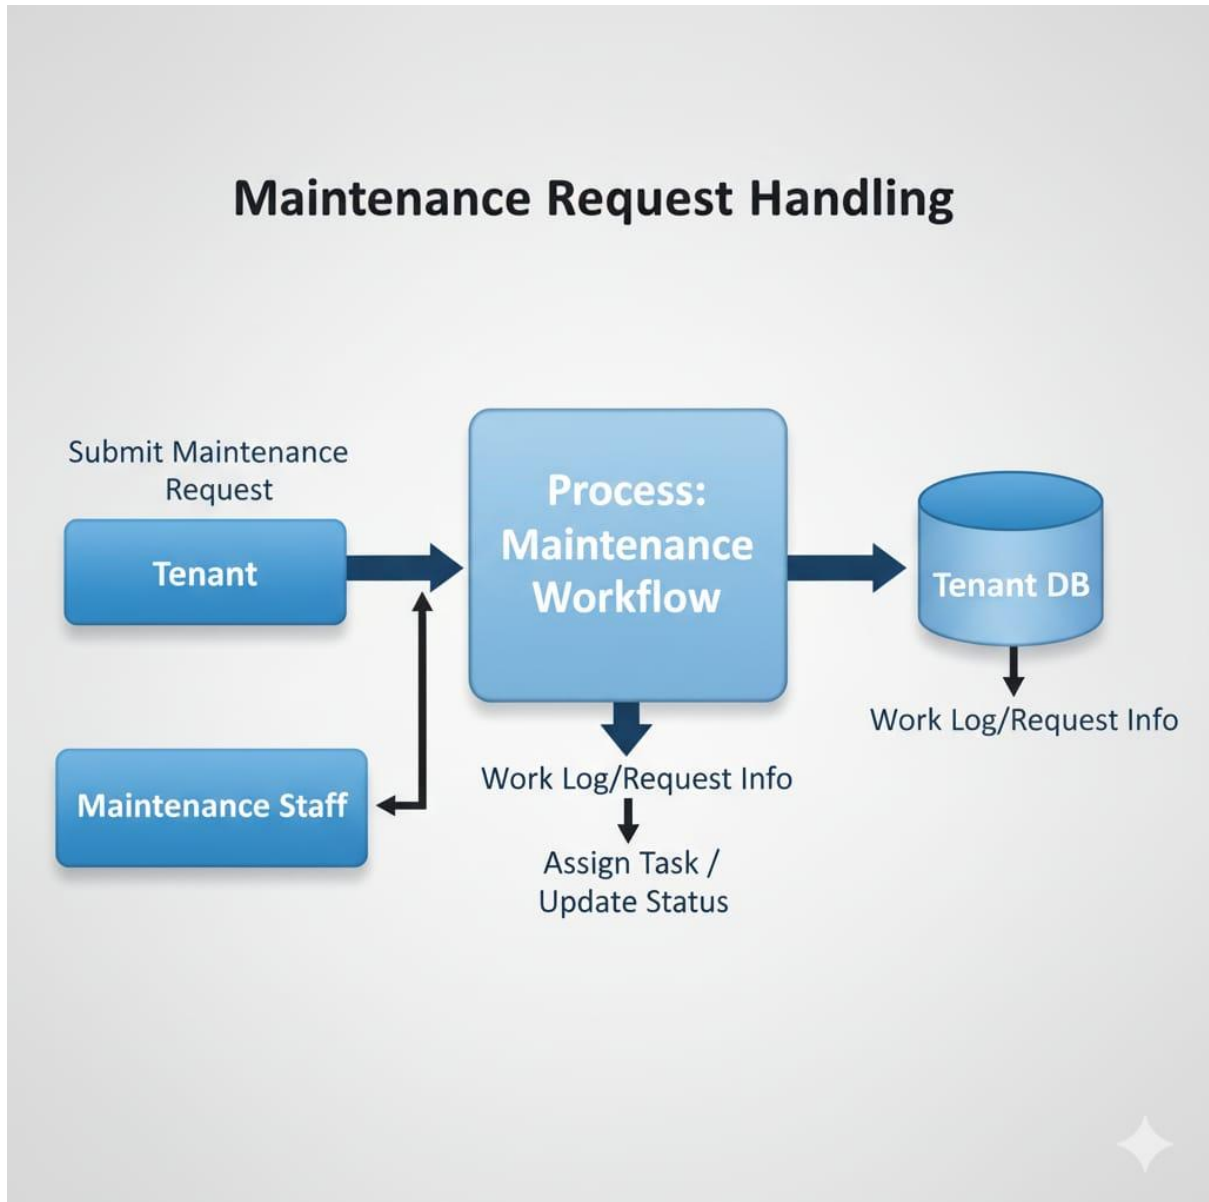 Maintenance Request Handling
Submit Maintenance
Request
Tenant
Process:
Maintenance
Workflow
Tenant DB
Work Log/Request Info
Maintenance Staff
Work Log/Request Info
Assign Task /
Update Status